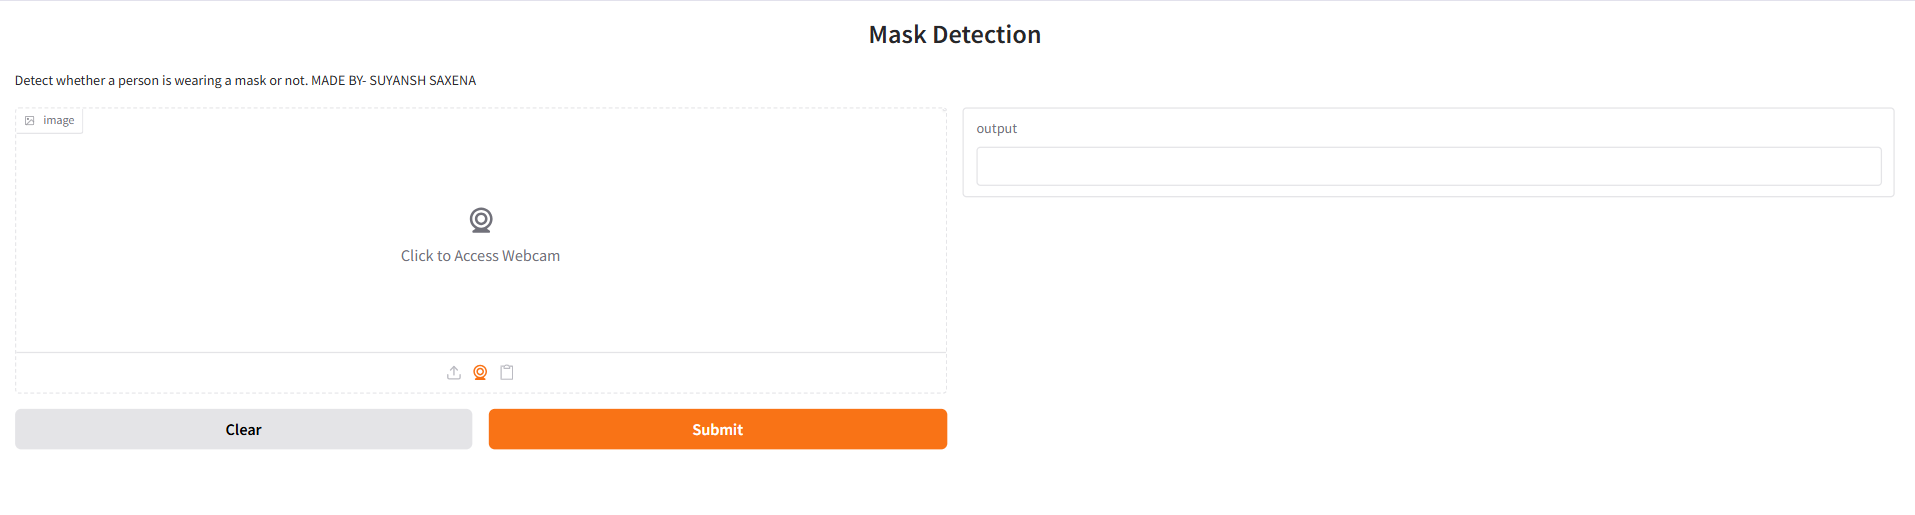 Mask Detection
Detect whether a person is wearing a mask or not. MADE BY- SUYANSH SAXENA
image
Click to Access Webcam
Clear
Submit
output